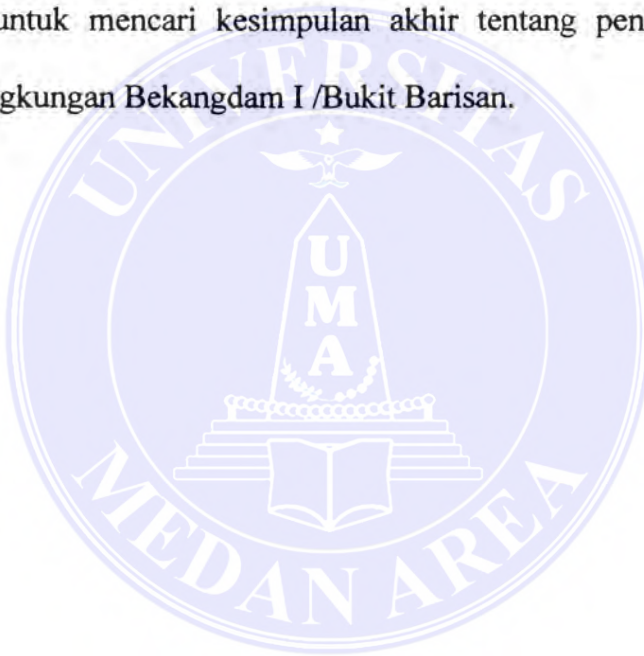 untuk mencari kesimpulan akhir tentang pen
gkungan Bekangdam I /Bukit Barisan.
UNIVERSITAS
UMA
MEDAN AREA